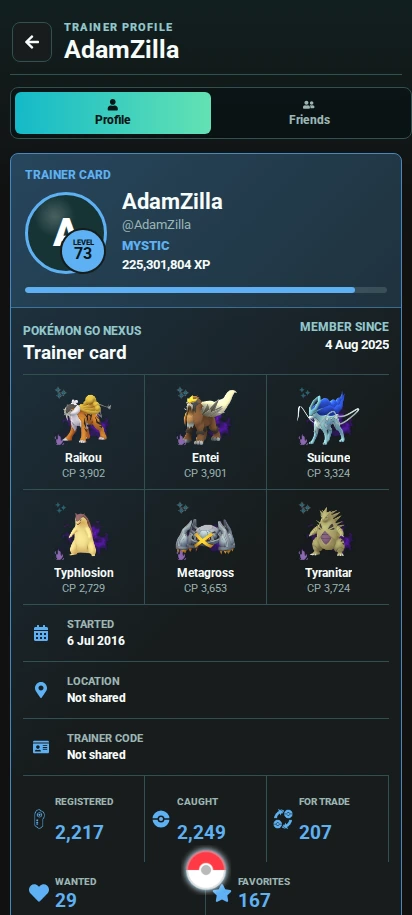 TRAINER PROFILE
AdamZilla
Profile
Friends
TRAINER CARD
A
LEVEL
73
AdamZilla
@AdamZilla
MYSTIC
225,301,804 XP
POKÉMON GO NEXUS
Trainer card
MEMBER SINCE
4 Aug 2025
Raikou
CP 3,902
Entei
CP 3,901
Suicune
CP 3,324
Typhlosion
CP 2,729
Metagross
CP 3,653
Tyranitar
CP 3,724
STARTED
6 Jul 2016
LOCATION
Not shared
TRAINER CODE
Not shared
REGISTERED
2,217
CAUGHT
2,249
FOR TRADE
207
WANTED
29
FAVORITES
167